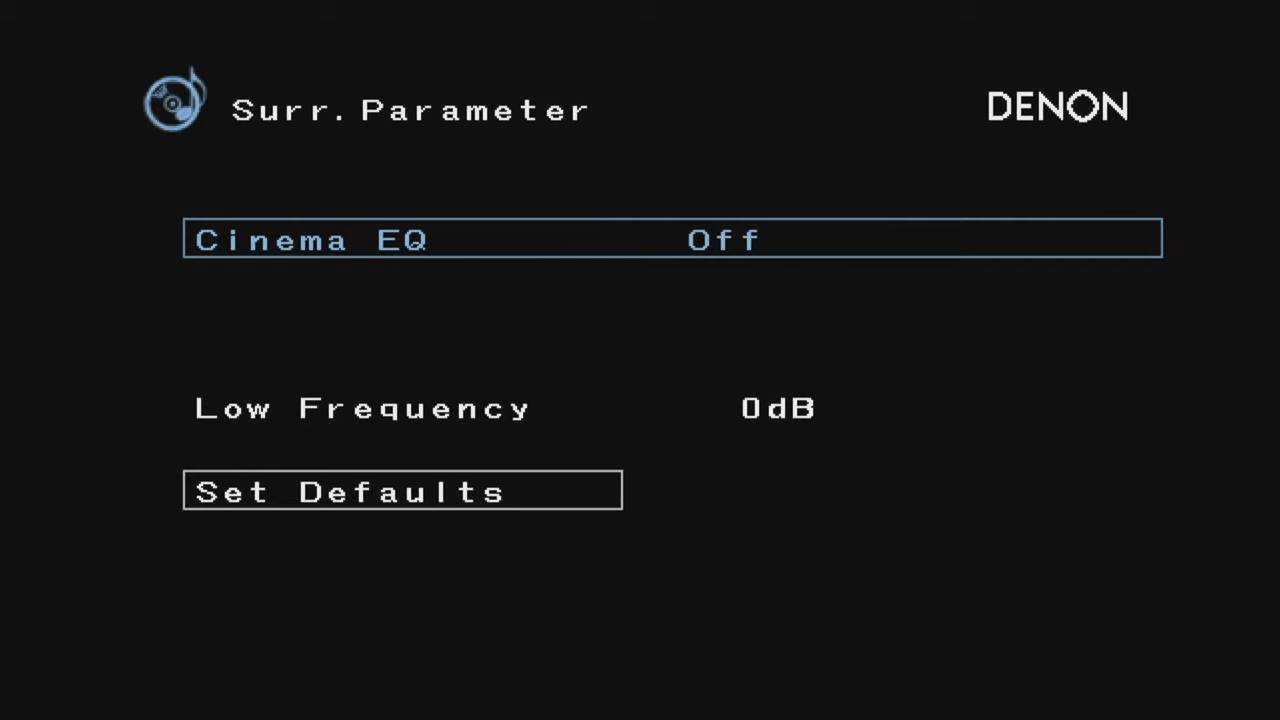 Surr.Parameter
DENON
Cinema EQ Off
Low Frequency 0dB
Set Defaults